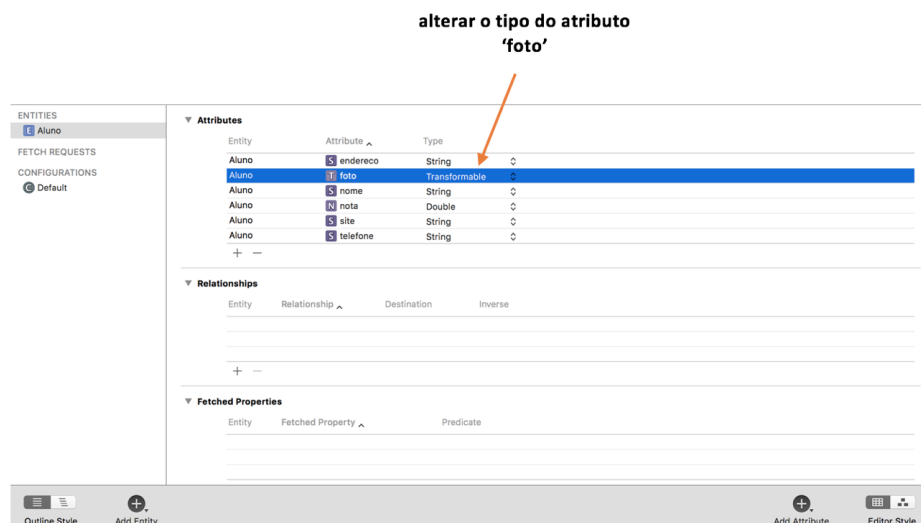 alterar o tipo do atributo
‘foto’
ENTITIES
E Aluno
FETCH REQUESTS
CONFIGURATIONS
C Default
Attributes
Entity Attribute Type
Aluno S endereco String
Aluno T foto Transformable
Aluno S nome String
Aluno N nota Double
Aluno S site String
Aluno S telefone String
+ −
Relationships
Entity Relationship Destination Inverse
+ −
Fetched Properties
Entity Fetched Property Predicate
Outline Style Add Entity Add Attribute Editor Style